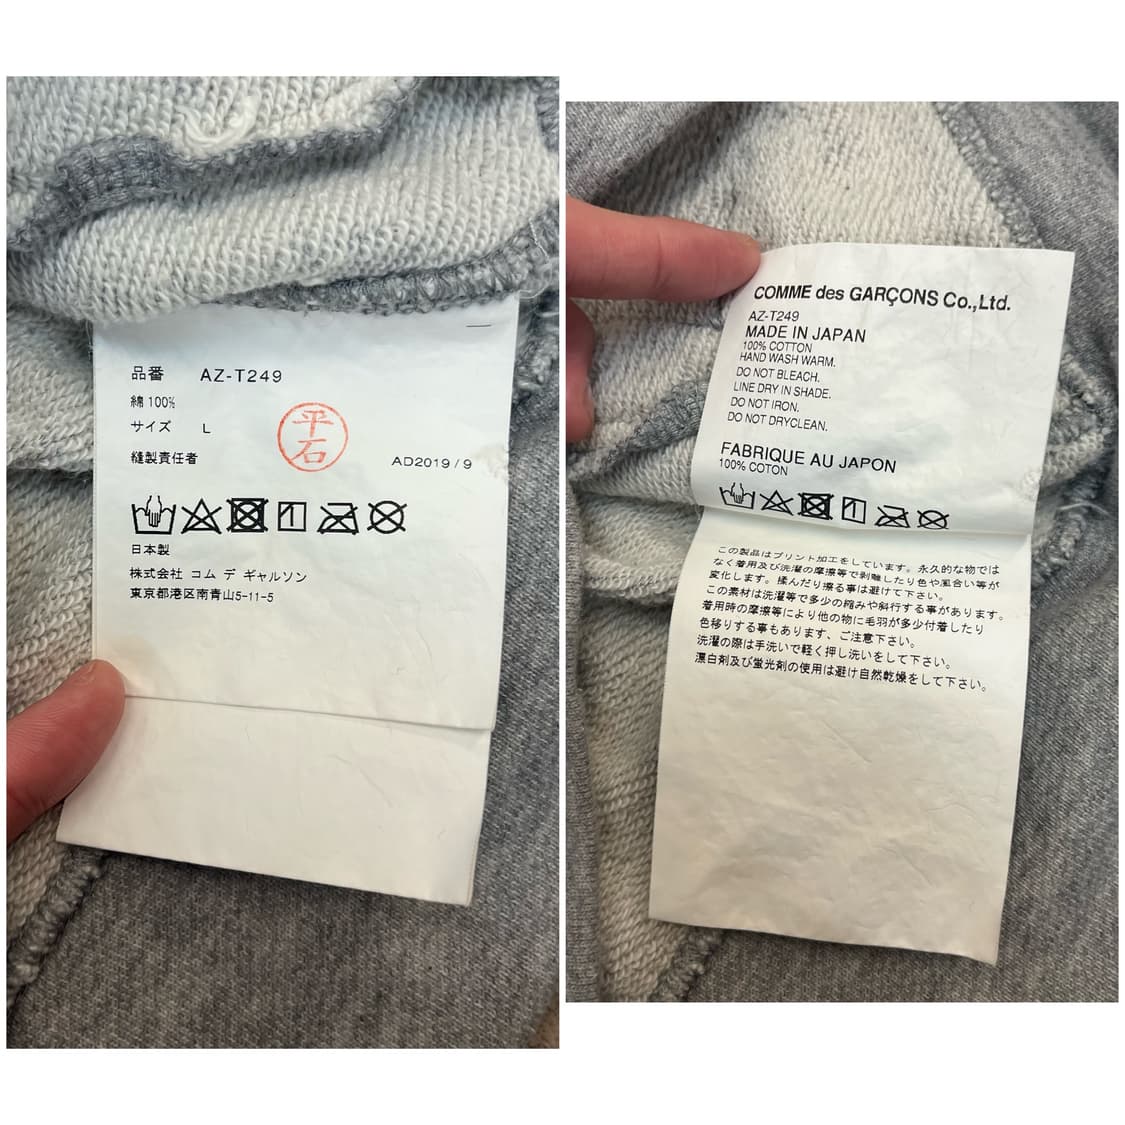 品番 AZ-T249
綿 100%
サイズ L
平石
縫製責任者
AD2019/9
日本製
株式会社 コム デ ギャルソン
東京都港区南青山5-11-5
COMME des GARÇONS Co.,Ltd.
AZ-T249
MADE IN JAPAN
100% COTTON
HAND WASH WARM.
DO NOT BLEACH.
LINE DRY IN SHADE.
DO NOT IRON.
DO NOT DRYCLEAN.
FABRIQUE AU JAPON
100% COTON
この製品はプリント加工をしています。永久的な物では
なく着用及び洗濯の摩擦等で剥離したり色や風合い等が
変化します。揉んだり擦る事は避けて下さい。
この素材は洗濯等で多少の縮みや斜行する事があります。
着用時の摩擦等により他の物に毛羽が多少付着したり
色移りする事もあります、ご注意下さい。
洗濯の際は手洗いで軽く押し洗いをして下さい。
漂白剤及び蛍光剤の使用は避け自然乾燥をして下さい。